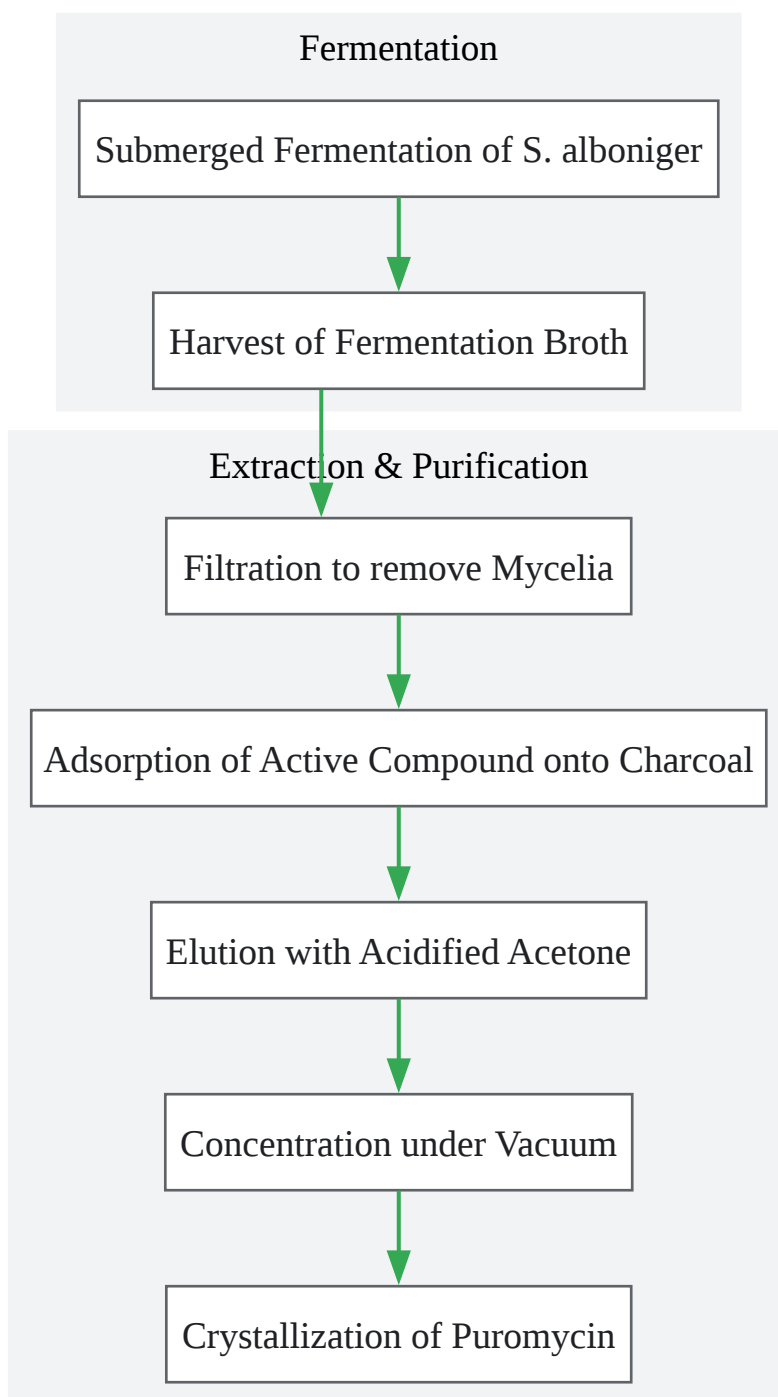 Fermentation
Submerged Fermentation of S. alboniger
Harvest of Fermentation Broth
Extraction & Purification
Filtration to remove Mycelia
Adsorption of Active Compound onto Charcoal
Elution with Acidified Acetone
Concentration under Vacuum
Crystallization of Puromycin